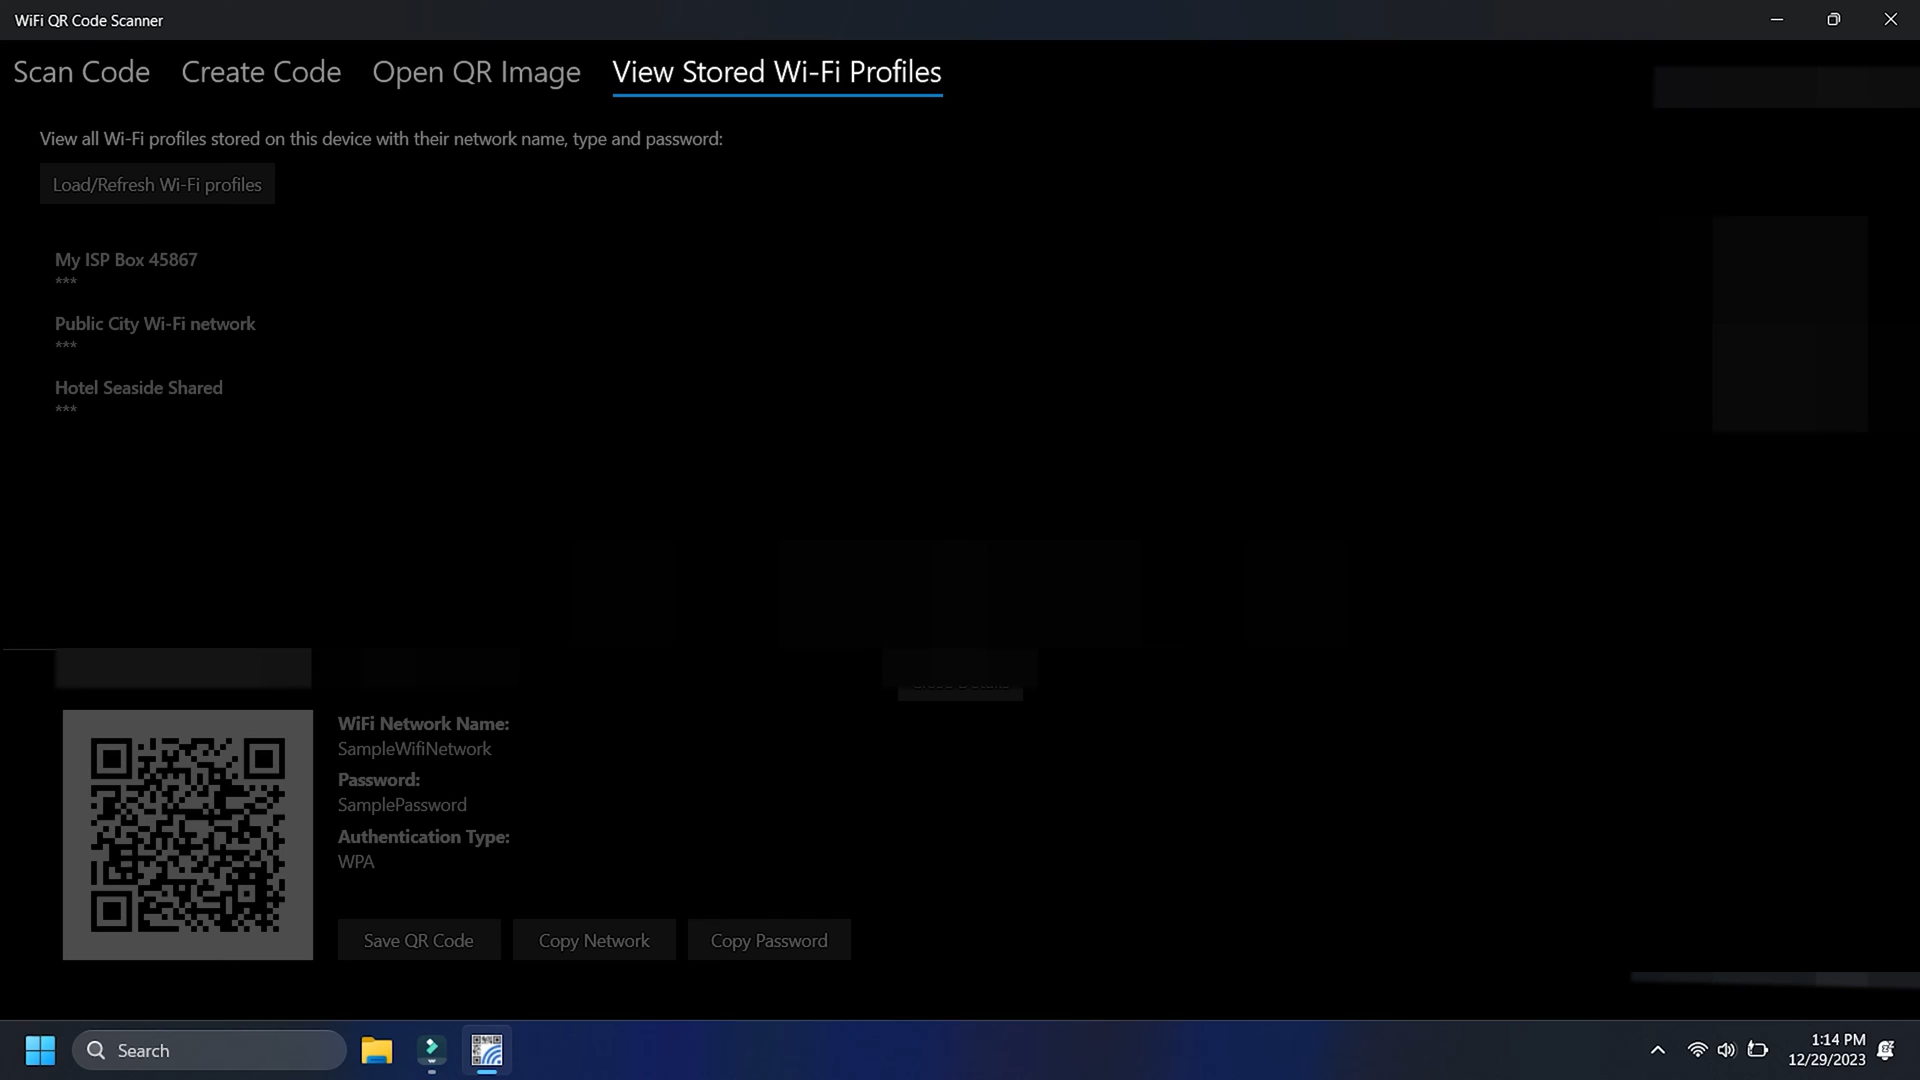 WiFi QR Code Scanner
Scan Code Create Code Open QR Image View Stored Wi-Fi Profiles
View all Wi-Fi profiles stored on this device with their network name, type and password:
Load/Refresh Wi-Fi profiles
My ISP Box 45867
***
Public City Wi-Fi network
***
Hotel Seaside Shared
***
WiFi Network Name:
SampleWifiNetwork
Password:
SamplePassword
Authentication Type:
WPA
Save QR Code Copy Network Copy Password
Search
1:14 PM
12/29/2023